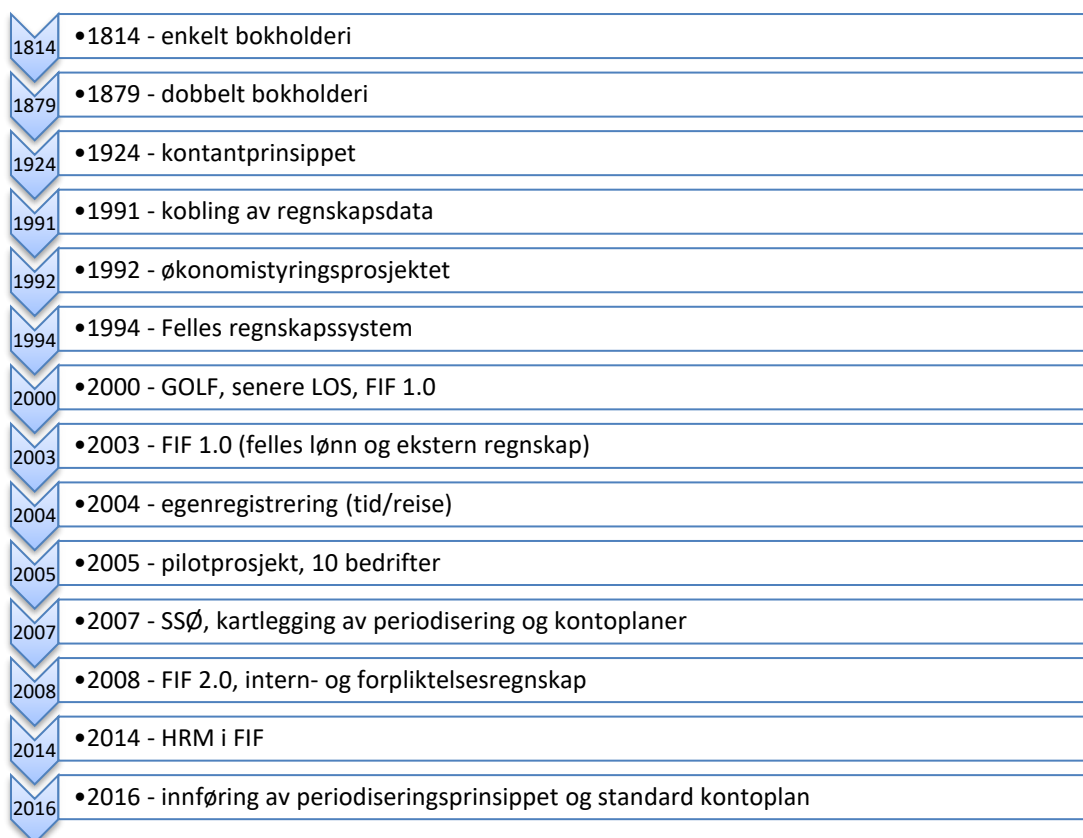 1814
•1814 - enkelt bokholderi
1879
•1879 - dobbelt bokholderi
1924
•1924 - kontantprinsippet
1991
•1991 - kobling av regnskapsdata
1992
•1992 - økonomistyringsprosjektet
1994
•1994 - Felles regnskapssystem
2000
•2000 - GOLF, senere LOS, FIF 1.0
2003
•2003 - FIF 1.0 (felles lønn og ekstern regnskap)
2004
•2004 - egenregistrering (tid/reise)
2005
•2005 - pilotprosjekt, 10 bedrifter
2007
•2007 - SSØ, kartlegging av periodisering og kontoplaner
2008
•2008 - FIF 2.0, intern- og forpliktelsesregnskap
2014
•2014 - HRM i FIF
2016
•2016 - innføring av periodiseringsprinsippet og standard kontoplan